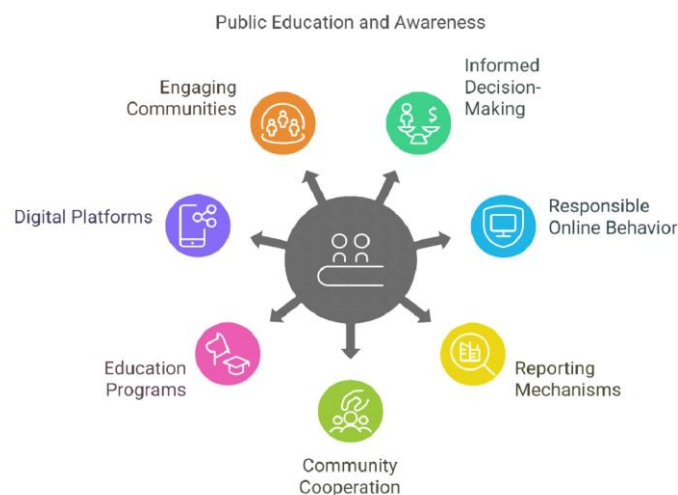 Public Education and Awareness
Engaging
Communities
Informed
Decision-
Making
Digital Platforms
Responsible
Online Behavior
Education
Programs
Reporting
Mechanisms
Community
Cooperation